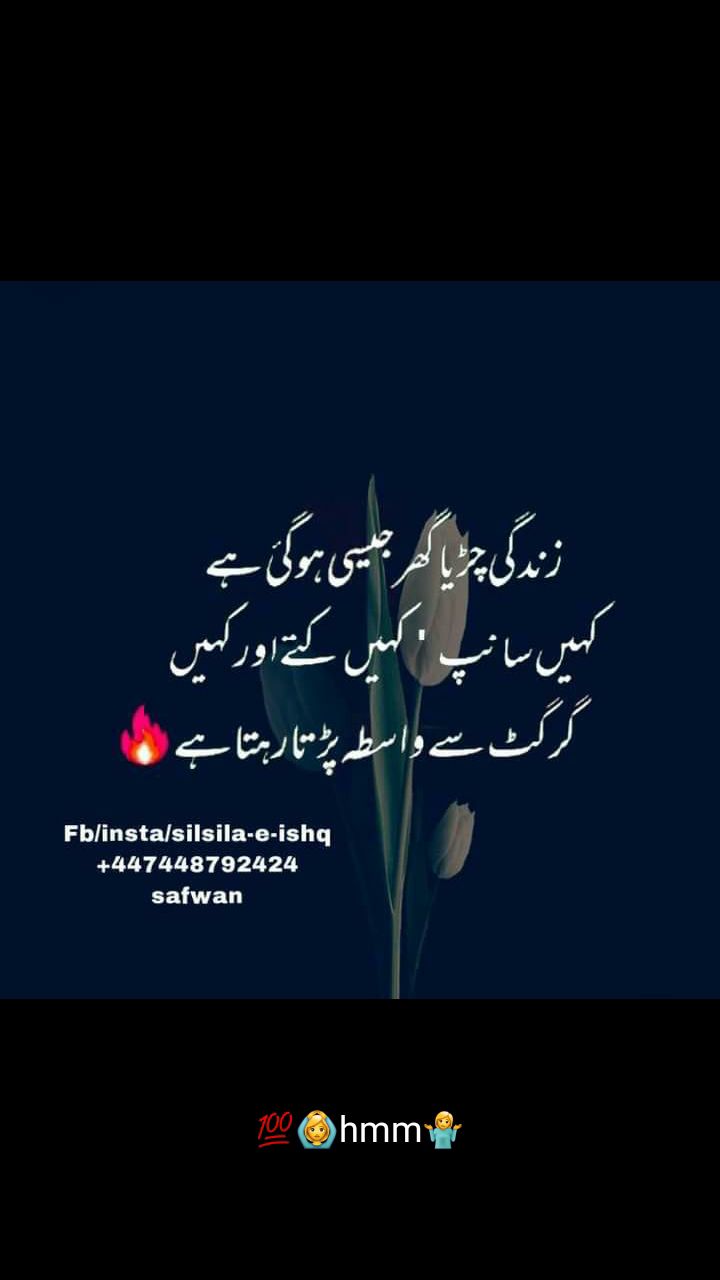 زندگی چڑیا گھر جیسی ہوگئ ہے
کہیں سانپ ' کہیں کتے اور کہیں
گرگٹ سے واسطہ پڑتا رہتا ہے 🔥
Fb/insta/silsila-e-ishq
+447448792424
safwan
💯🙆‍♀️hmm🤷‍♀️